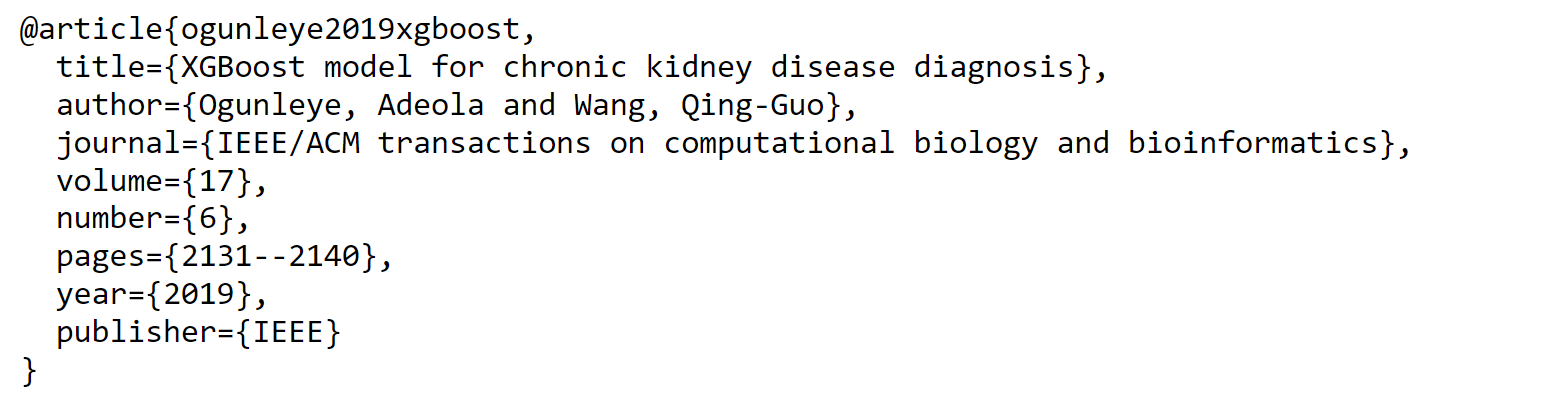 @article{ogunleye2019xgboost,
  title={XGBoost model for chronic kidney disease diagnosis},
  author={Ogunleye, Adeola and Wang, Qing-Guo},
  journal={IEEE/ACM transactions on computational biology and bioinformatics},
  volume={17},
  number={6},
  pages={2131--2140},
  year={2019},
  publisher={IEEE}
}